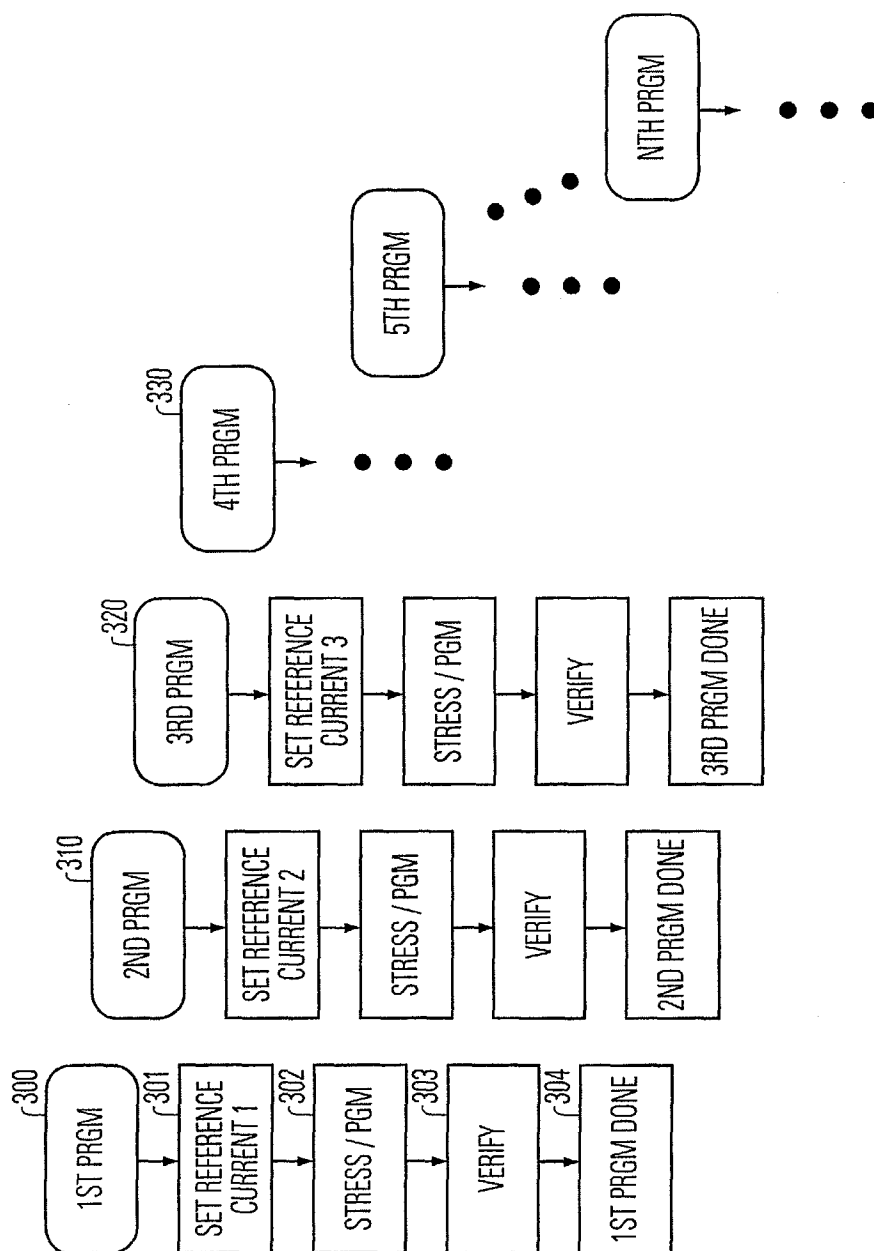 300
1ST PRGM
301
SET REFERENCE
CURRENT 1
302
STRESS / PGM
303
VERIFY
304
1ST PRGM DONE
310
2ND PRGM
SET REFERENCE
CURRENT 2
STRESS / PGM
VERIFY
2ND PRGM DONE
320
3RD PRGM
SET REFERENCE
CURRENT 3
STRESS / PGM
VERIFY
3RD PRGM DONE
330
4TH PRGM
5TH PRGM
NTH PRGM